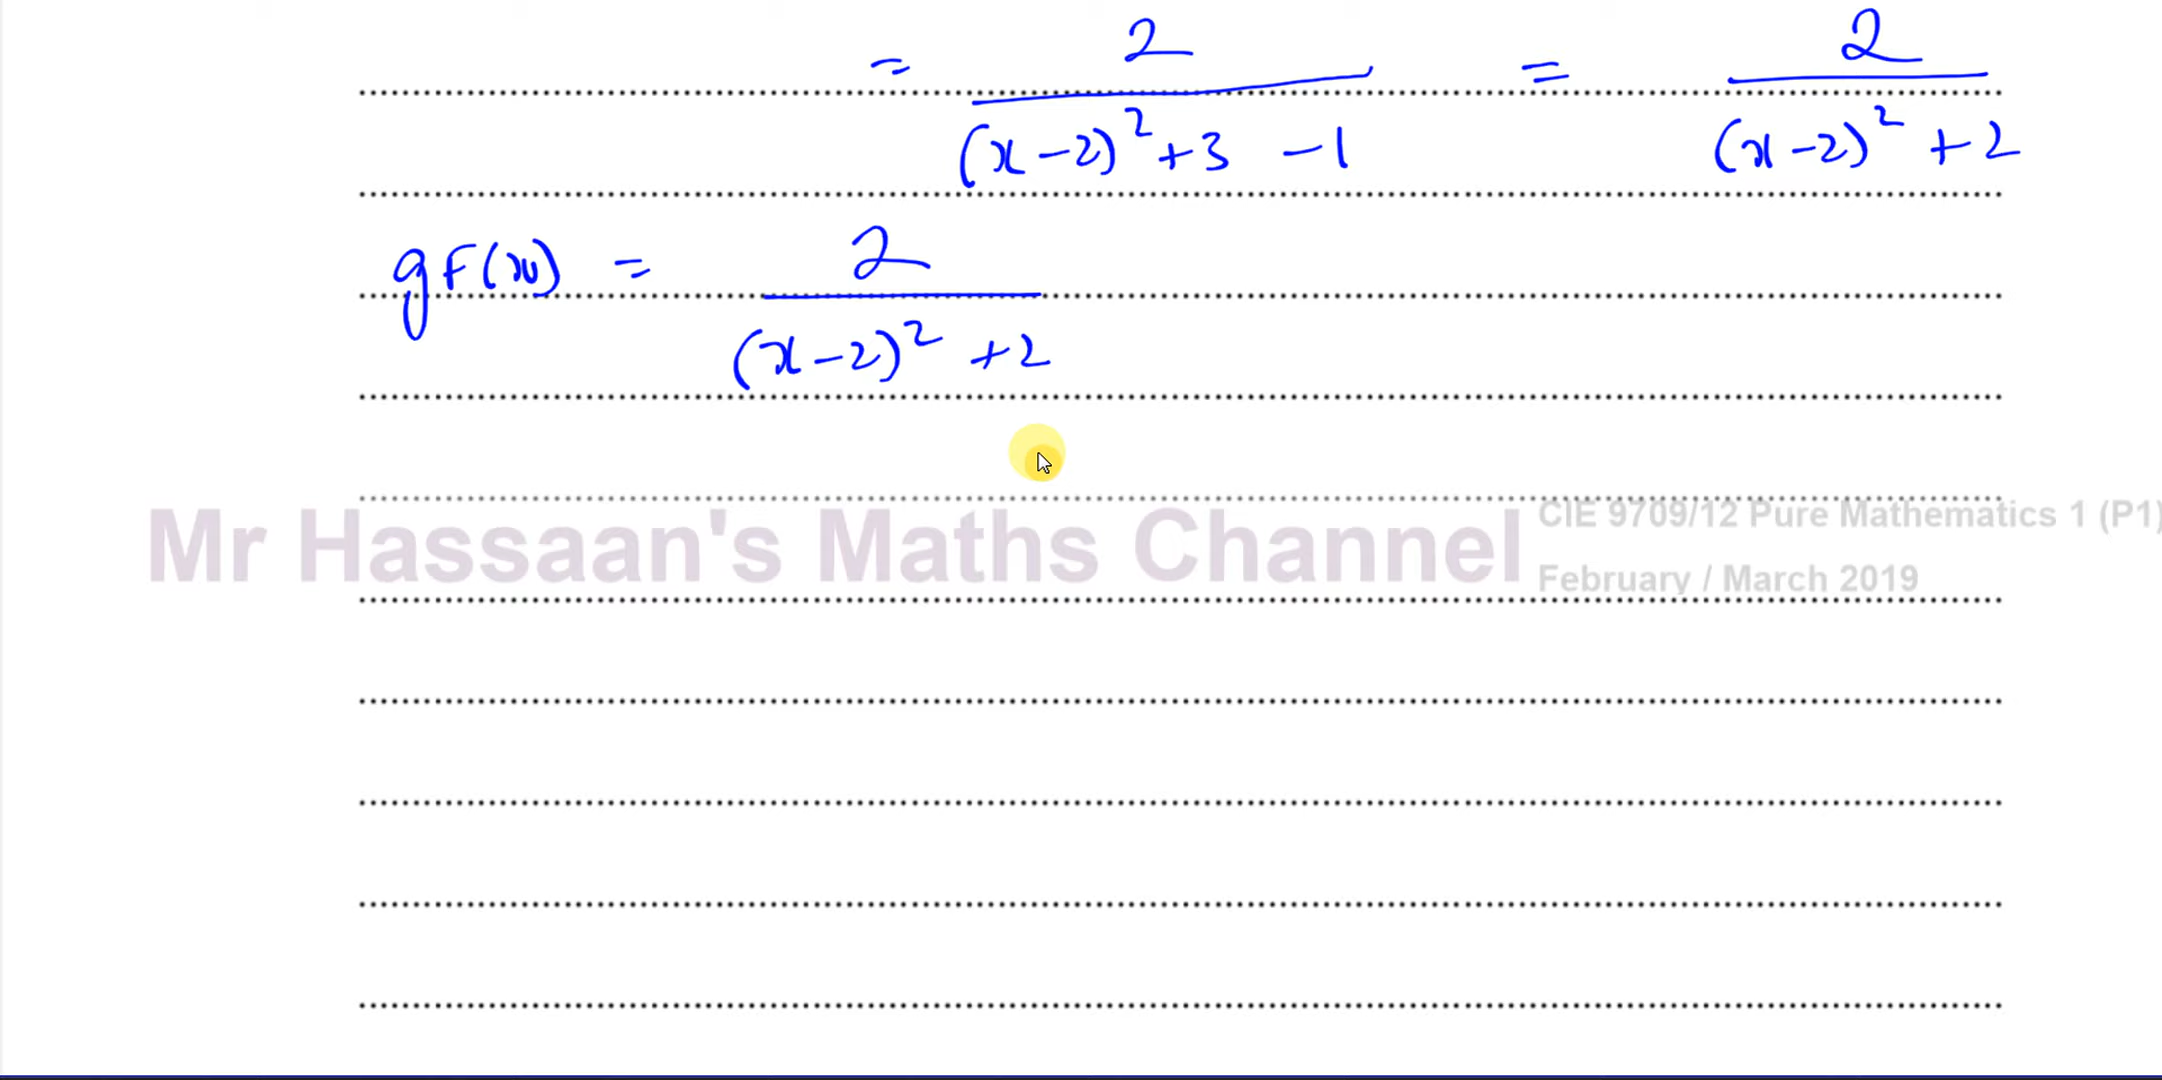 = 2/((x-2)² + 3 - 1) = 2/((x-2)² + 2)
gf(x) = 2/((x-2)² + 2)
Mr Hassaan's Maths Channel CIE 9709/12 Pure Mathematics 1 (P1)
February / March 2019